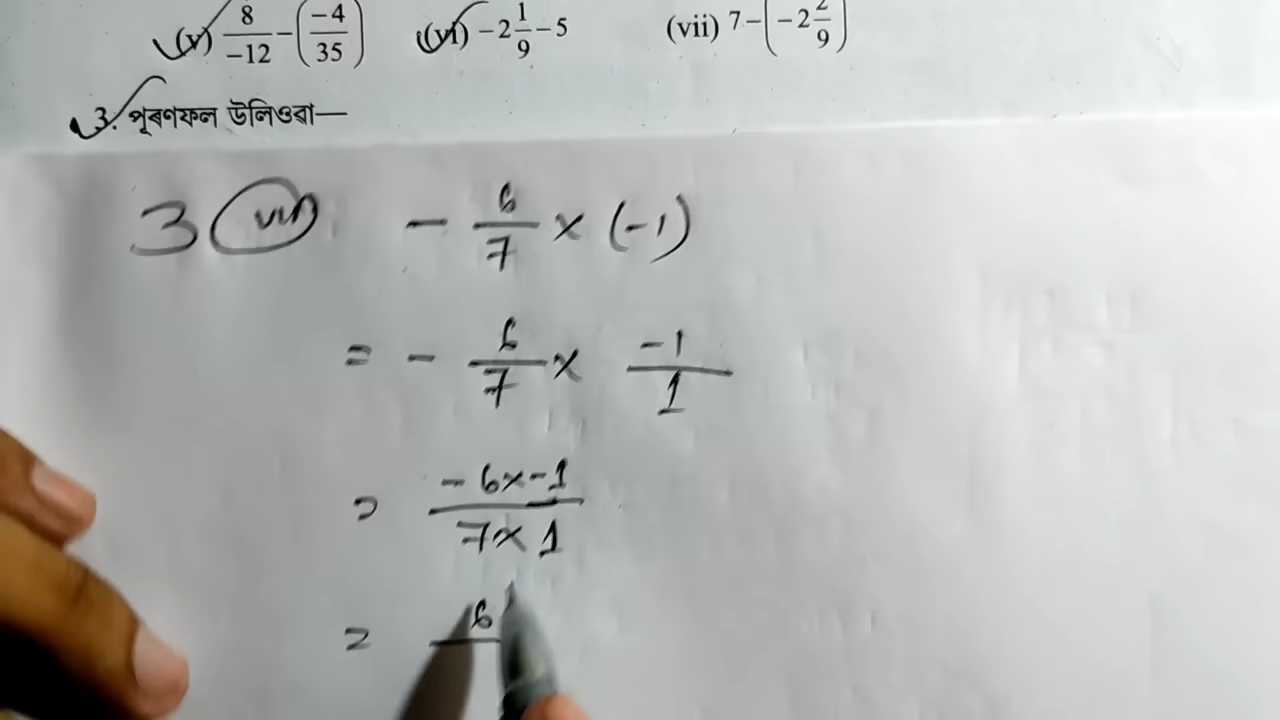 (v) 8/-12 - (-4/35) (vi) -2 1/9 - 5 (vii) 7 - (-2 2/9)
3. পূৰণফল উলিওৱা—
3 (viii) - 6/7 × (-1)
= - 6/7 × -1/1
= -6×-1/7×1
= 6